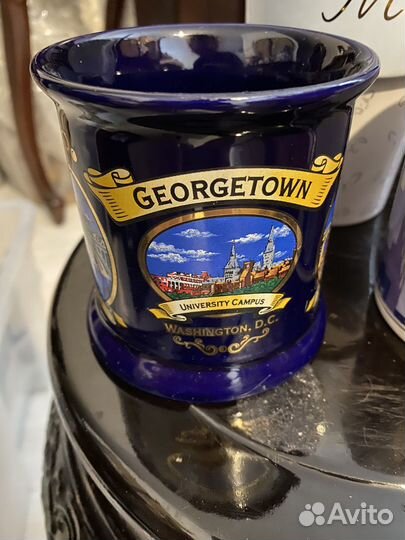 M
GEORGETOWN
UNIVERSITY CAMPUS
WASHINGTON, D.C.
Avito